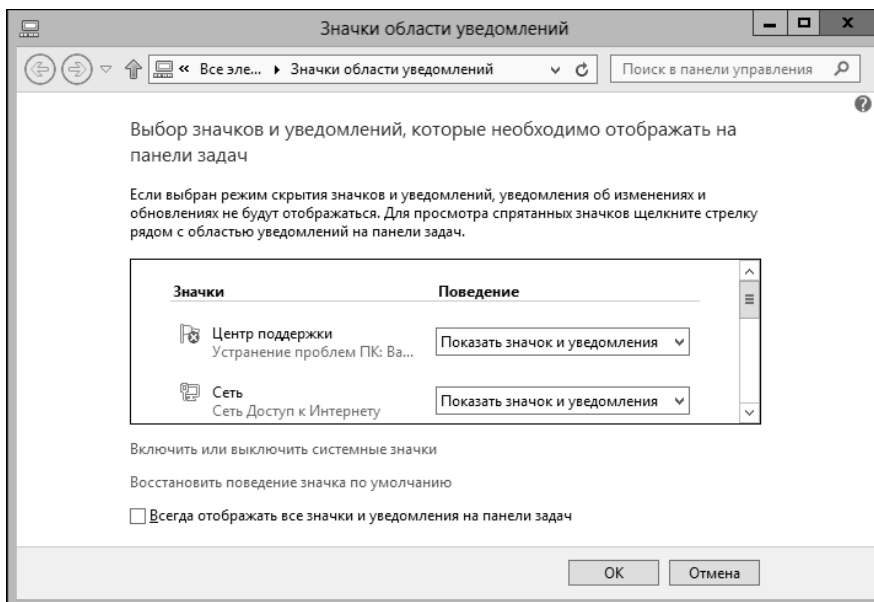 Значки области уведомлений
« Все эле... Значки области уведомлений
Поиск в панели управления
Выбор значков и уведомлений, которые необходимо отображать на
панели задач
Если выбран режим скрытия значков и уведомлений, уведомления об изменениях и
обновлениях не будут отображаться. Для просмотра спрятанных значков щелкните стрелку
рядом с областью уведомлений на панели задач.
Значки Поведение
Центр поддержки
Устранение проблем ПК: Ва...
Показать значок и уведомления
Сеть
Сеть Доступ к Интернету
Показать значок и уведомления
Включить или выключить системные значки
Восстановить поведение значка по умолчанию
Всегда отображать все значки и уведомления на панели задач
ОК Отмена